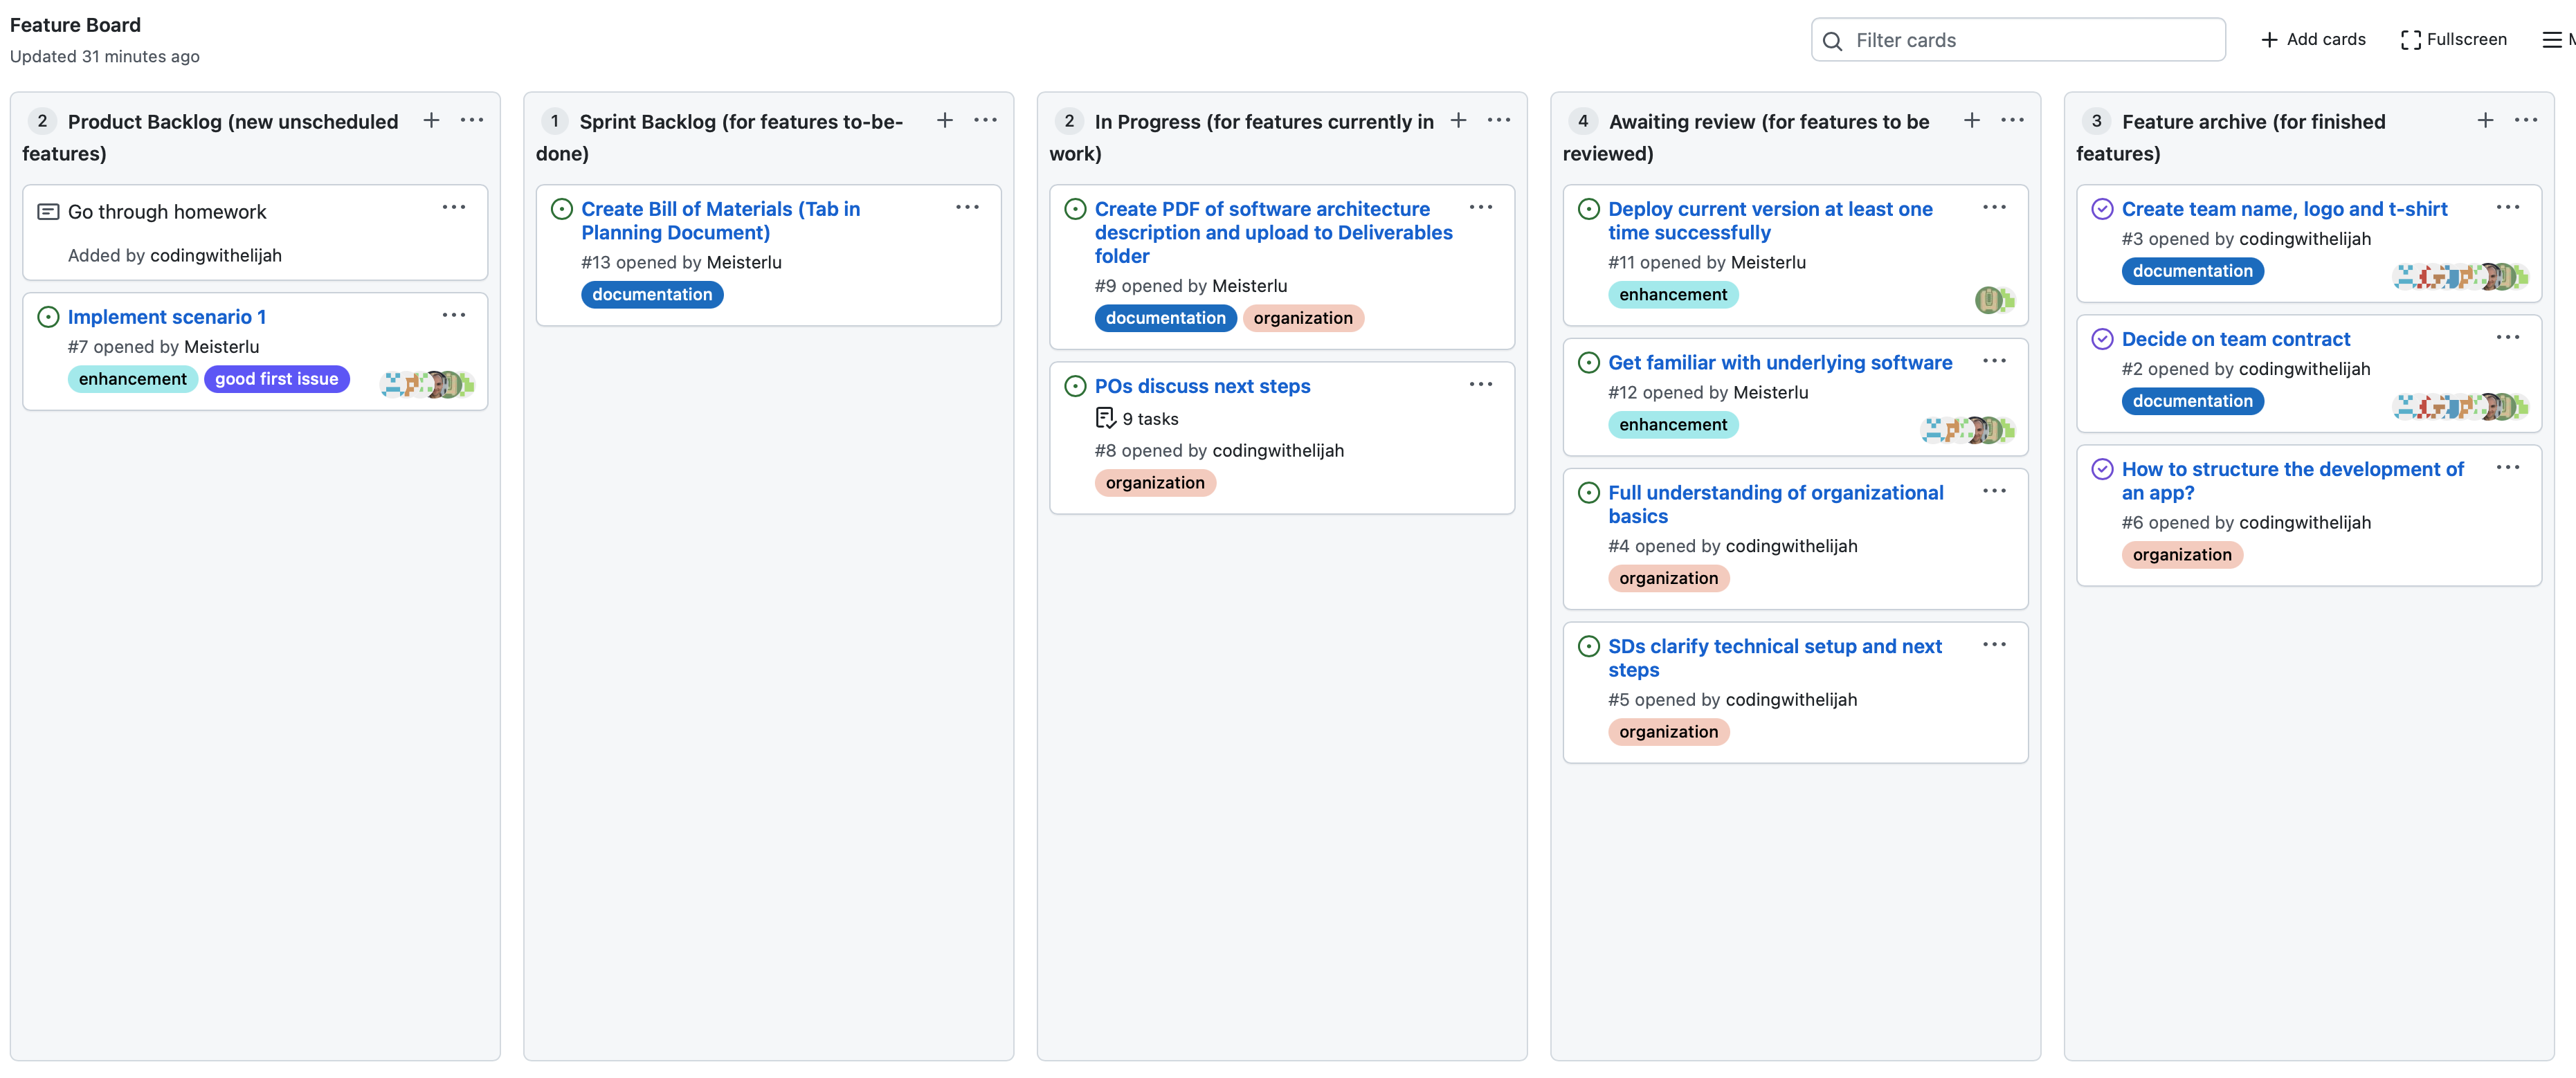 Feature Board
Updated 31 minutes ago
Filter cards
Add cards
Fullscreen
2 Product Backlog (new unscheduled
features)
Go through homework
Added by codingwithelijah
Implement scenario 1
#7 opened by Meisterlu
enhancement good first issue
1 Sprint Backlog (for features to-be-
done)
Create Bill of Materials (Tab in
Planning Document)
#13 opened by Meisterlu
documentation
2 In Progress (for features currently in
work)
Create PDF of software architecture
description and upload to Deliverables
folder
#9 opened by Meisterlu
documentation organization
POs discuss next steps
9 tasks
#8 opened by codingwithelijah
organization
4 Awaiting review (for features to be
reviewed)
Deploy current version at least one
time successfully
#11 opened by Meisterlu
enhancement
Get familiar with underlying software
#12 opened by Meisterlu
enhancement
Full understanding of organizational
basics
#4 opened by codingwithelijah
organization
SDs clarify technical setup and next
steps
#5 opened by codingwithelijah
organization
3 Feature archive (for finished
features)
Create team name, logo and t-shirt
#3 opened by codingwithelijah
documentation
Decide on team contract
#2 opened by codingwithelijah
documentation
How to structure the development of
an app?
#6 opened by codingwithelijah
organization